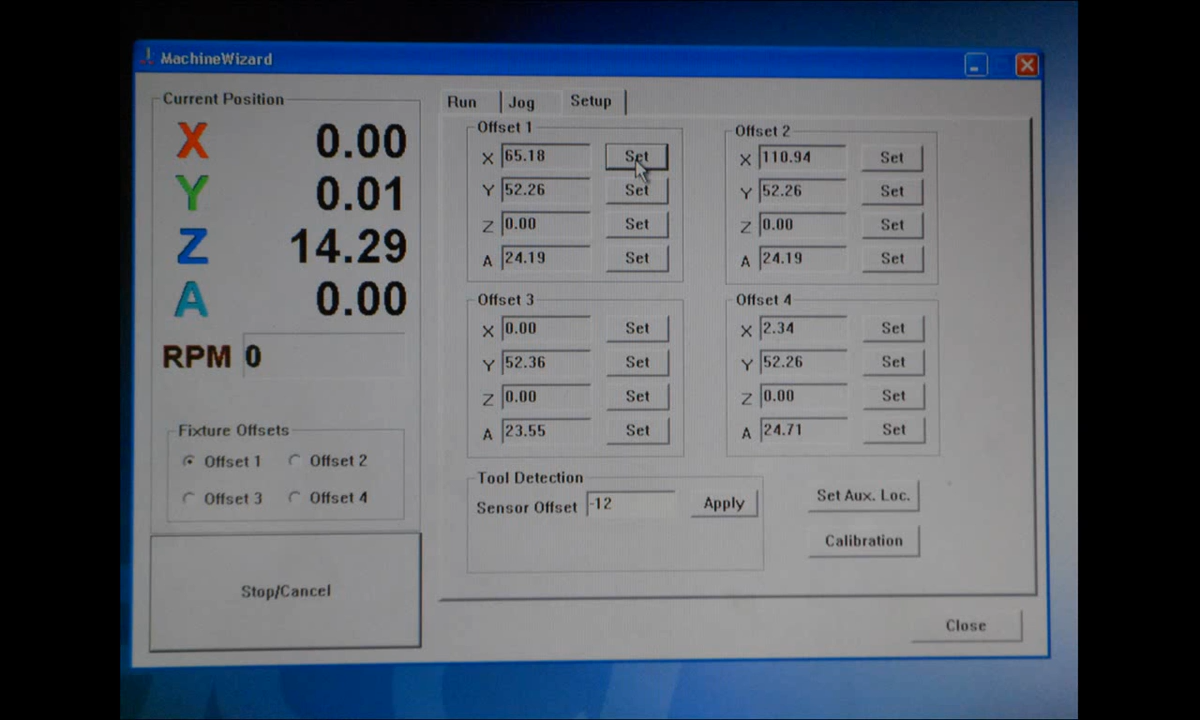 MachineWizard
Current Position
X 0.00
Y 0.01
Z 14.29
A 0.00
RPM 0
Fixture Offsets
Offset 1 Offset 2
Offset 3 Offset 4
Stop/Cancel
Run Jog Setup
Offset 1
X 65.18 Set
Y 52.26 Set
Z 0.00 Set
A 24.19 Set
Offset 2
X 110.94 Set
Y 52.26 Set
Z 0.00 Set
A 24.19 Set
Offset 3
X 0.00 Set
Y 52.36 Set
Z 0.00 Set
A 23.55 Set
Offset 4
X 2.34 Set
Y 52.26 Set
Z 0.00 Set
A 24.71 Set
Tool Detection
Sensor Offset -12 Apply
Set Aux. Loc.
Calibration
Close